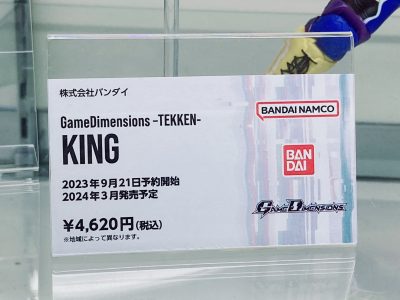 株式会社バンダイ
GameDimensions -TEKKEN-
KING
2023年9月21日予約開始
2024年3月発売予定
¥4,620円(税込)
※地域によって異なります。
BANDAI NAMCO
BAN
DAI
GAMEDIMENSIONS